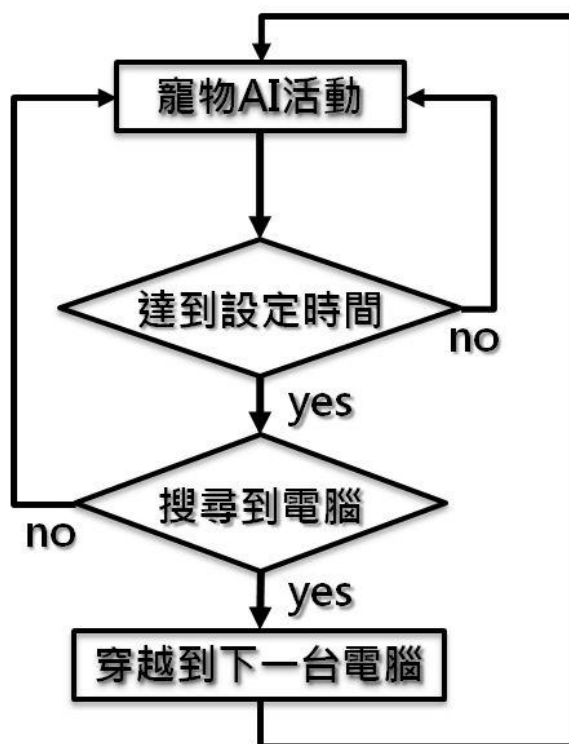 寵物AI活動
達到設定時間
no
yes
搜尋到電腦
no
yes
穿越到下一台電腦